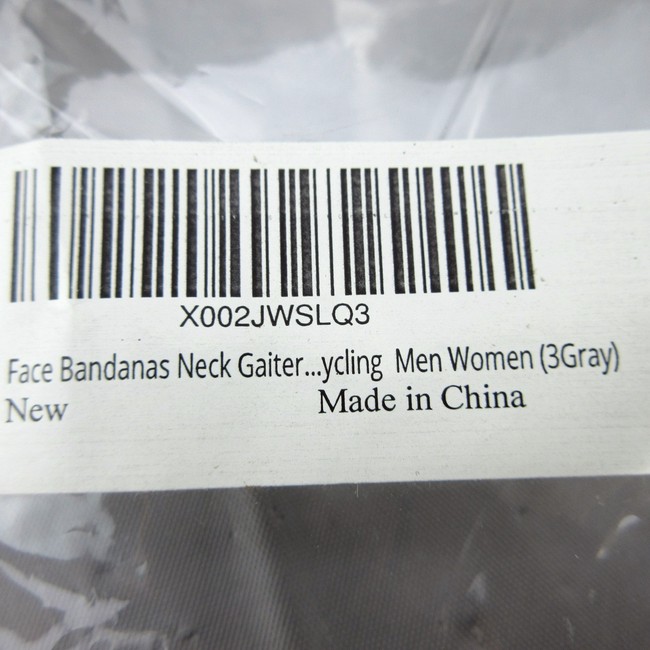 X002JWSLQ3
Face Bandanas Neck Gaiter...ycling Men Women (3Gray)
New Made in China